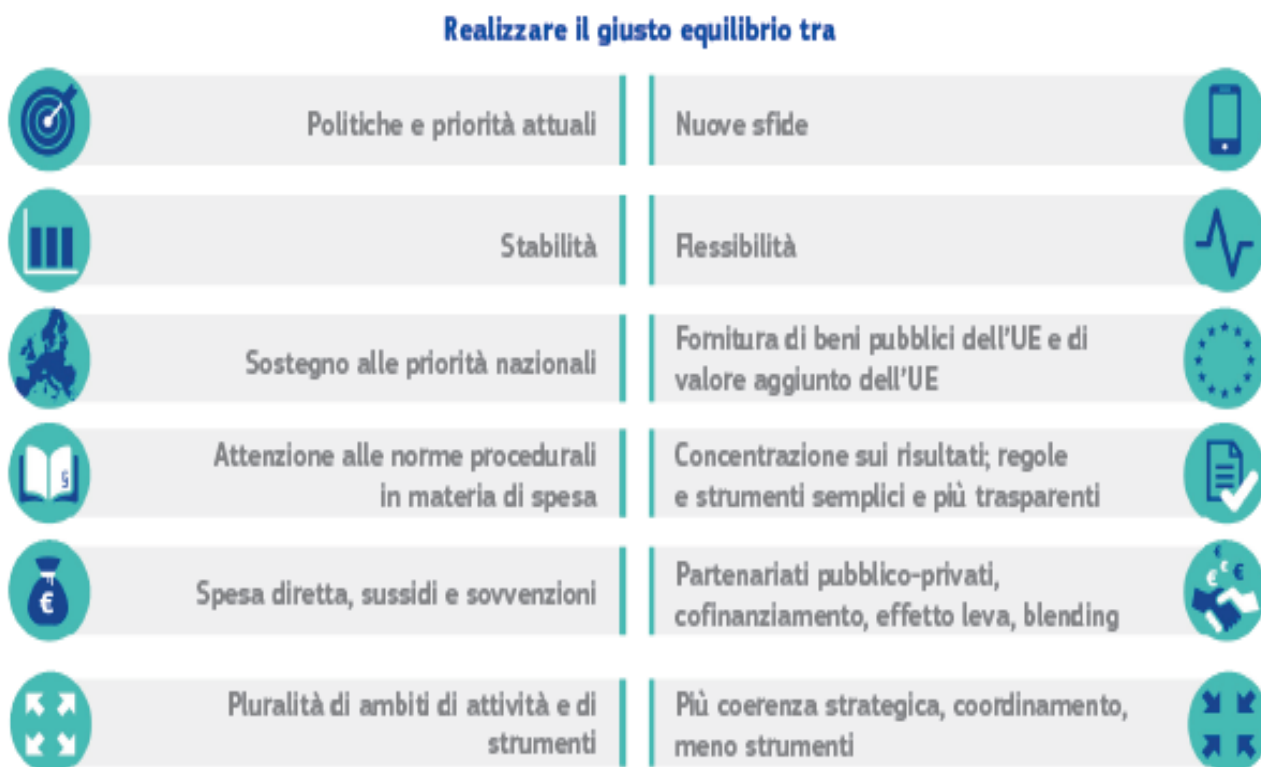 Realizzare il giusto equilibrio tra
Politiche e priorità attuali
Nuove sfide
Stabilità
Flessibilità
Sostegno alle priorità nazionali
Fornitura di beni pubblici dell'UE e di
valore aggiunto dell'UE
Attenzione alle norme procedurali
in materia di spesa
Concentrazione sui risultati; regole
e strumenti semplici e più trasparenti
Spesa diretta, sussidi e sovvenzioni
Partenariati pubblico-privati,
cofinanziamento, effetto leva, blending
Pluralità di ambiti di attività e di
strumenti
Più coerenza strategica, coordinamento,
meno strumenti